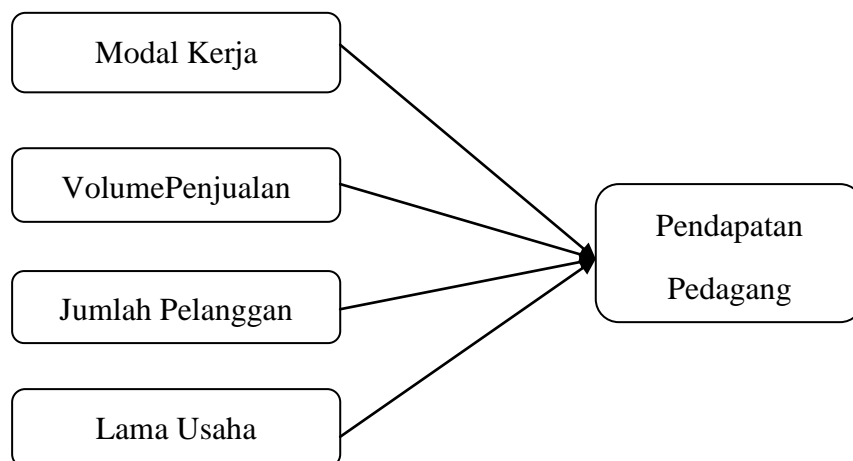 Modal Kerja
VolumePenjualan
Jumlah Pelanggan
Lama Usaha
Pendapatan
Pedagang